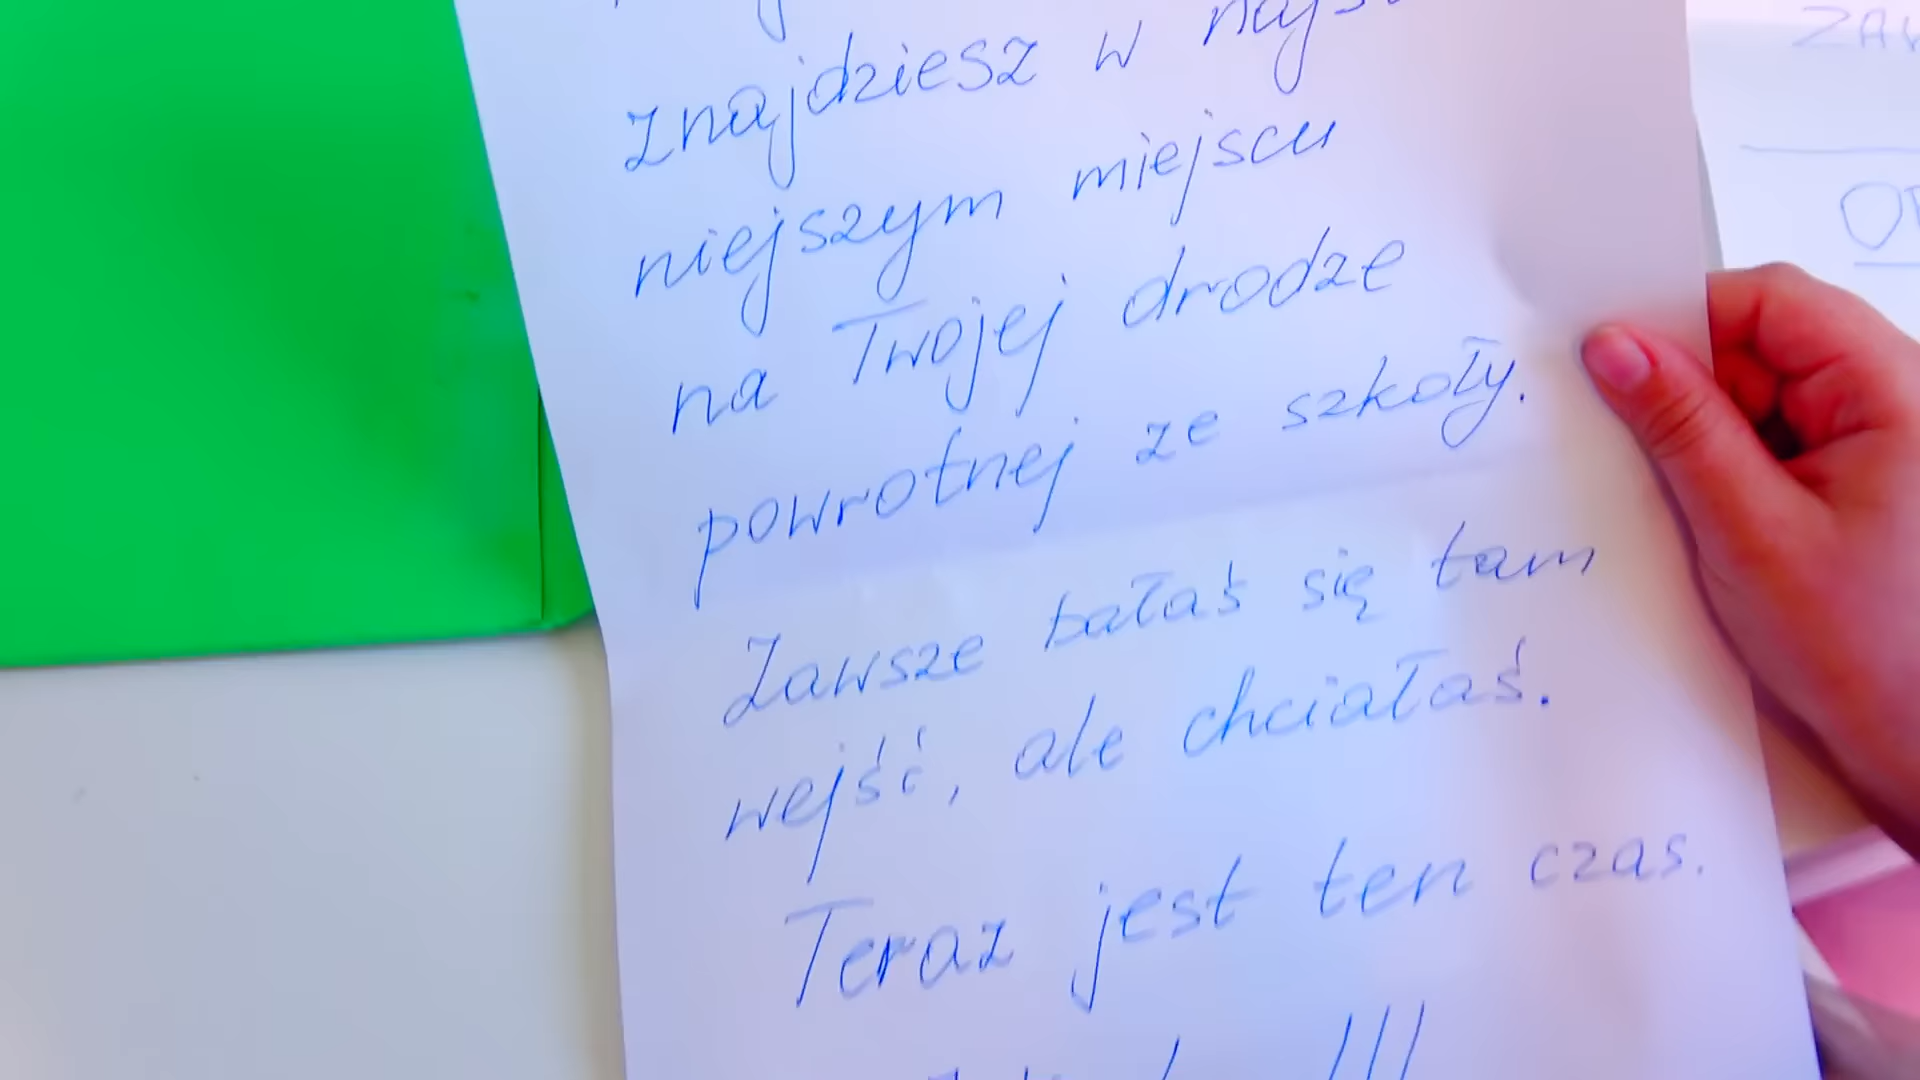 znajdziesz w
niejszym miejscu
na Twojej drodze
powrotnej ze szkoły.
Zawsze bałaś się tam
wejść, ale chciałaś.
Teraz jest ten czas.